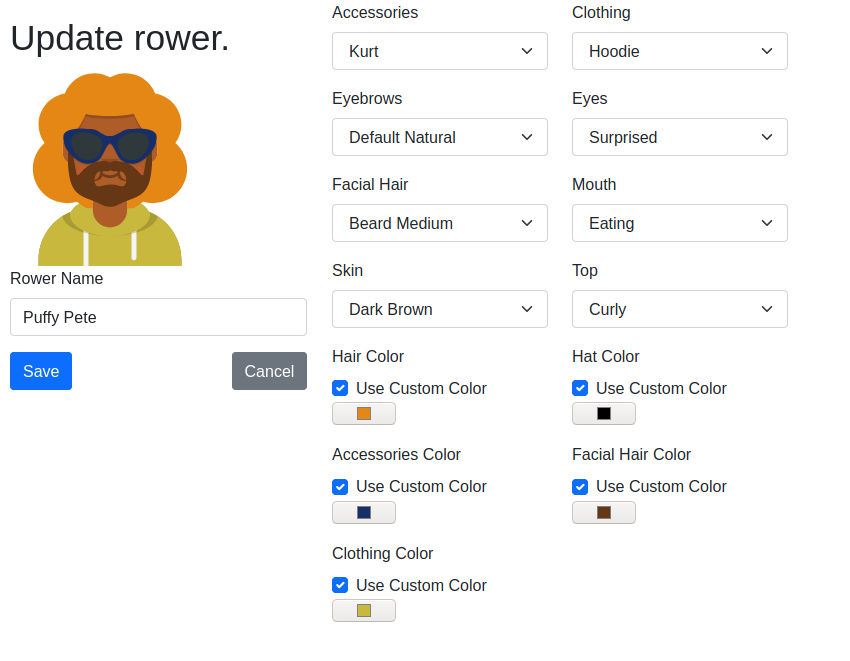 Update rower.
Rower Name
Puffy Pete
Save Cancel
Accessories Clothing
Kurt Hoodie
Eyebrows Eyes
Default Natural Surprised
Facial Hair Mouth
Beard Medium Eating
Skin Top
Dark Brown Curly
Hair Color Hat Color
Use Custom Color Use Custom Color
Accessories Color Facial Hair Color
Use Custom Color Use Custom Color
Clothing Color
Use Custom Color